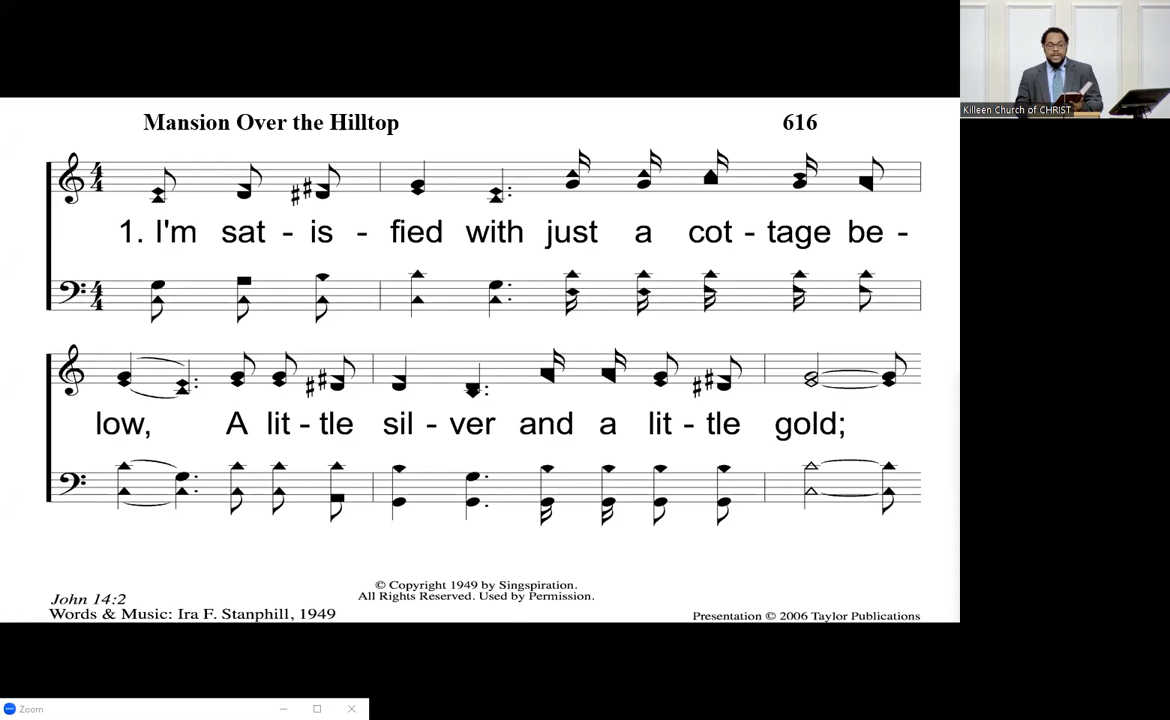 Mansion Over the Hilltop 616
1. I'm sat - is - fied with just a cot - tage be -
low, A lit - tle sil - ver and a lit - tle gold;
John 14:2
Words & Music: Ira F. Stanphill, 1949
© Copyright 1949 by Singspiration.
All Rights Reserved. Used by Permission.
Presentation © 2006 Taylor Publications
Killeen Church of CHRIST
Zoom